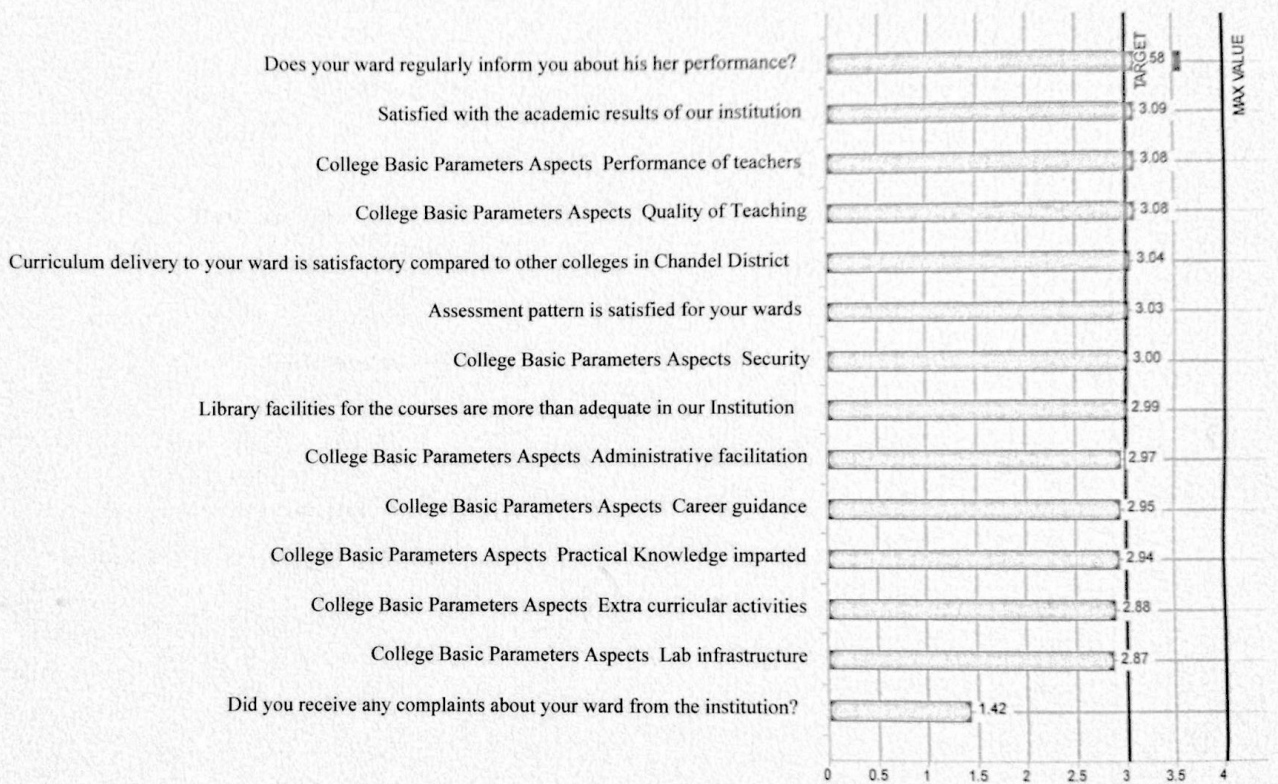 Does your ward regularly inform you about his her performance? 58
Satisfied with the academic results of our institution 3.09
College Basic Parameters Aspects Performance of teachers 3.08
College Basic Parameters Aspects Quality of Teaching 3.08
Curriculum delivery to your ward is satisfactory compared to other colleges in Chandel District 3.04
Assessment pattern is satisfied for your wards 3.03
College Basic Parameters Aspects Security 3.00
Library facilities for the courses are more than adequate in our Institution 2.99
College Basic Parameters Aspects Administrative facilitation 2.97
College Basic Parameters Aspects Career guidance 2.95
College Basic Parameters Aspects Practical Knowledge imparted 2.94
College Basic Parameters Aspects Extra curricular activities 2.88
College Basic Parameters Aspects Lab infrastructure 2.87
Did you receive any complaints about your ward from the institution? 1.42
0 0.5 1 1.5 2 2.5 3 3.5 4
TARGET
MAX VALUE